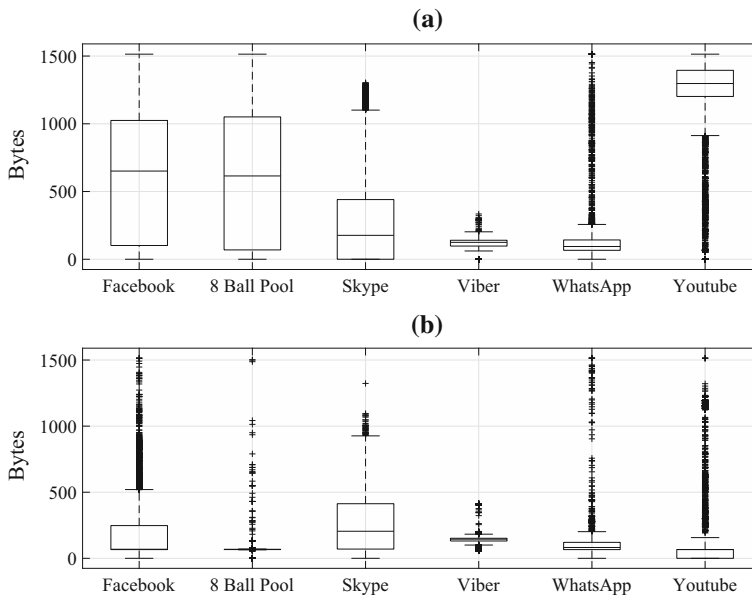 (a)
1500
1000
500
0
Bytes
Facebook 8 Ball Pool Skype Viber WhatsApp Youtube
(b)
1500
1000
500
0
Bytes
Facebook 8 Ball Pool Skype Viber WhatsApp Youtube